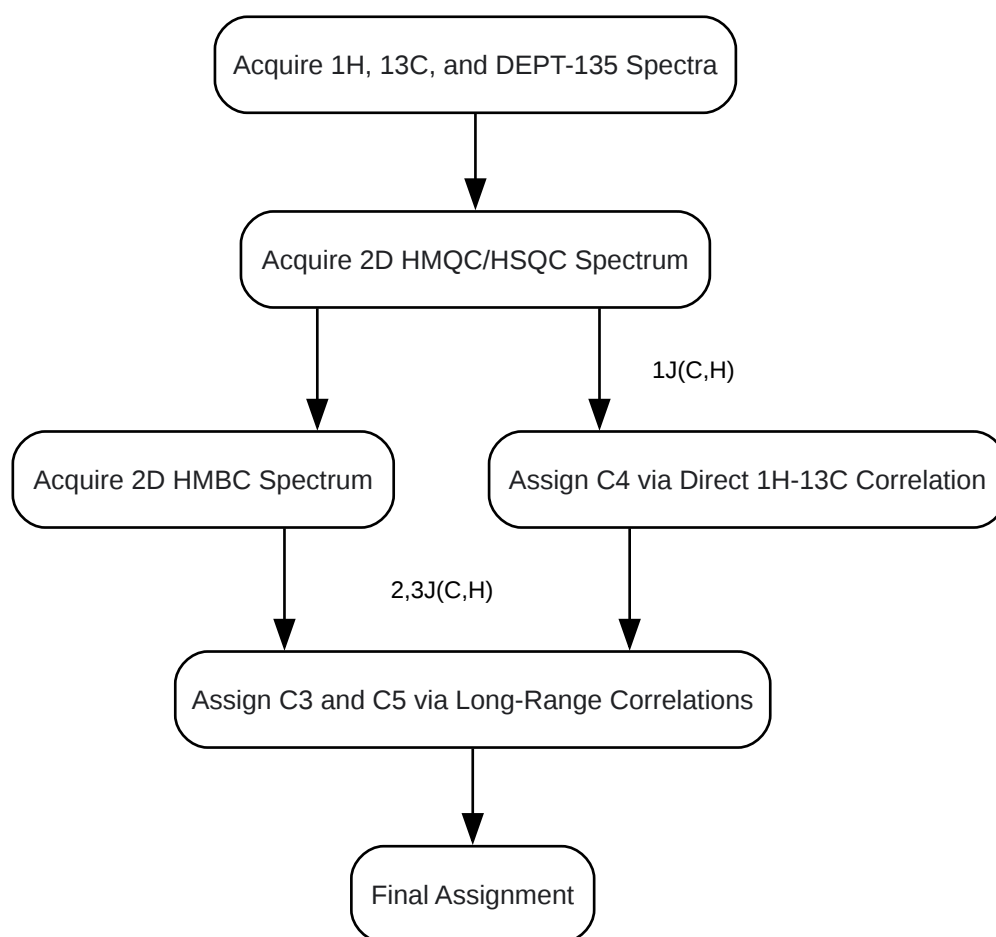 Acquire 1H, 13C, and DEPT-135 Spectra
Acquire 2D HMQC/HSQC Spectrum
1J(C,H)
Acquire 2D HMBC Spectrum
Assign C4 via Direct 1H-13C Correlation
2,3J(C,H)
Assign C3 and C5 via Long-Range Correlations
Final Assignment